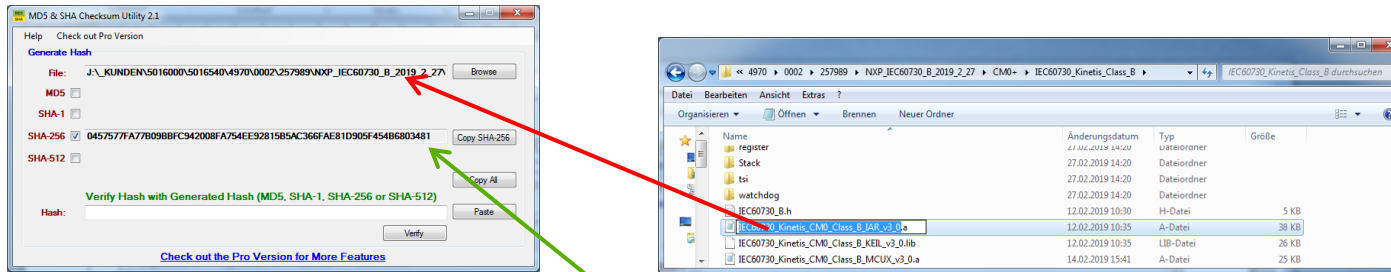 MD5 & SHA Checksum Utility 2.1
Help Check out Pro Version
Generate Hash
File: J:\_KUNDEN\5016000\5016540\4970\0002\257989\NXP_IEC60730_B_2019_2_27\ Browse
MD5
SHA-1
SHA-256 0457577FA77B09BBFC942008FA754EE92815B5AC366FAE81D905F454B6803481 Copy SHA-256
SHA-512
Copy All
Verify Hash with Generated Hash (MD5, SHA-1, SHA-256 or SHA-512)
Hash: Paste
Verify
Check out the Pro Version for More Features
« 4970 ▸ 0002 ▸ 257989 ▸ NXP_IEC60730_B_2019_2_27 ▸ CM0+ ▸ IEC60730_Kinetis_Class_B ▸ IEC60730_Kinetis_Class_B durchsuchen
Datei Bearbeiten Ansicht Extras ?
Organisieren Öffnen Brennen Neuer Ordner
Name Änderungsdatum Typ Größe
register 27.02.2019 14:20 Dateiordner
Stack 27.02.2019 14:20 Dateiordner
tsi 27.02.2019 14:20 Dateiordner
watchdog 27.02.2019 14:20 Dateiordner
IEC60730_B.h 12.02.2019 10:30 H-Datei 5 KB
IEC60730_Kinetis_CM0_Class_B_IAR_v3_0.a 12.02.2019 10:35 A-Datei 38 KB
IEC60730_Kinetis_CM0_Class_B_KEIL_v3_0.lib 12.02.2019 10:35 LIB-Datei 26 KB
IEC60730_Kinetis_CM0_Class_B_MCUX_v3_0.a 14.02.2019 15:41 A-Datei 25 KB